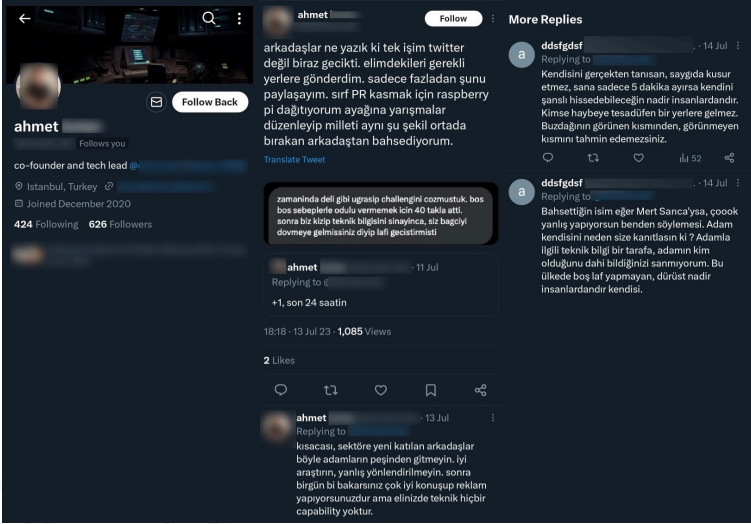 ahmet
Follows you
Follow Back
co-founder and tech lead @
Istanbul, Turkey
Joined December 2020
424 Following 626 Followers
ahmet
Follow
arkadaşlar ne yazık ki tek işim twitter
değil biraz gecikti. elimdekileri gerekli
yerlere gönderdim. sadece fazladan şunu
paylaşayım. sırf PR kasmak için raspberry
pi dağıtıyorum ayağına yarışmalar
düzenleyip milleti aynı şu şekil ortada
bırakan arkadaştan bahsediyorum.
Translate Tweet
zamaninda deli gibi ugrasip challengini cozmustuk. bos
bos sebeplerle odulu vermemek icin 40 takla atti.
sonra biz kizip teknik bilgisini sinayinca, siz bagciyi
dovmeye gelmissiniz diyip lafi gecistirmisti
ahmet · 11 Jul
Replying to @
+1, son 24 saatin
18:18 · 13 Jul 23 · 1,085 Views
2 Likes
ahmet · 13 Jul
Replying to
kısacası, sektöre yeni katılan arkadaşlar
böyle adamların peşinden gitmeyin. iyi
araştırın, yanlış yönlendirilmeyin. sonra
birgün bi bakarsınız çok iyi konuşup reklam
yapıyorsunuzdur ama elinizde teknik hiçbir
capability yoktur.
More Replies
a
ddsfgdsf · 14 Jul
Replying to
Kendisini gerçekten tanısan, saygıda kusur
etmez, sana sadece 5 dakika ayırsa kendini
şanslı hissedebileceğin nadir insanlardandır.
Kimse haybeye tesadüfen bir yerlere gelmez.
Buzdağının görünen kısmından, görünmeyen
kısmını tahmin edemezsiniz.
52
a
ddsfgdsf · 14 Jul
Replying to
Bahsettiğin isim eğer Mert Sarıca'ysa, çoook
yanlış yapıyorsun benden söylemesi. Adam
kendisini neden size kanıtlasın ki ? Adamla
ilgili teknik bilgi bir tarafa, adamın kim
olduğunu dahi bildiğinizi sanmıyorum. Bu
ülkede boş laf yapmayan, dürüst nadir
insanlardandır kendisi.